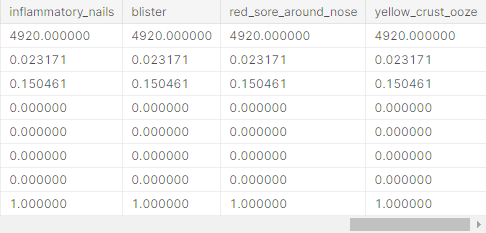 inflammatory_nails blister red_sore_around_nose yellow_crust_ooze
4920.000000 4920.000000 4920.000000 4920.000000
0.023171 0.023171 0.023171 0.023171
0.150461 0.150461 0.150461 0.150461
0.000000 0.000000 0.000000 0.000000
0.000000 0.000000 0.000000 0.000000
0.000000 0.000000 0.000000 0.000000
0.000000 0.000000 0.000000 0.000000
1.000000 1.000000 1.000000 1.000000